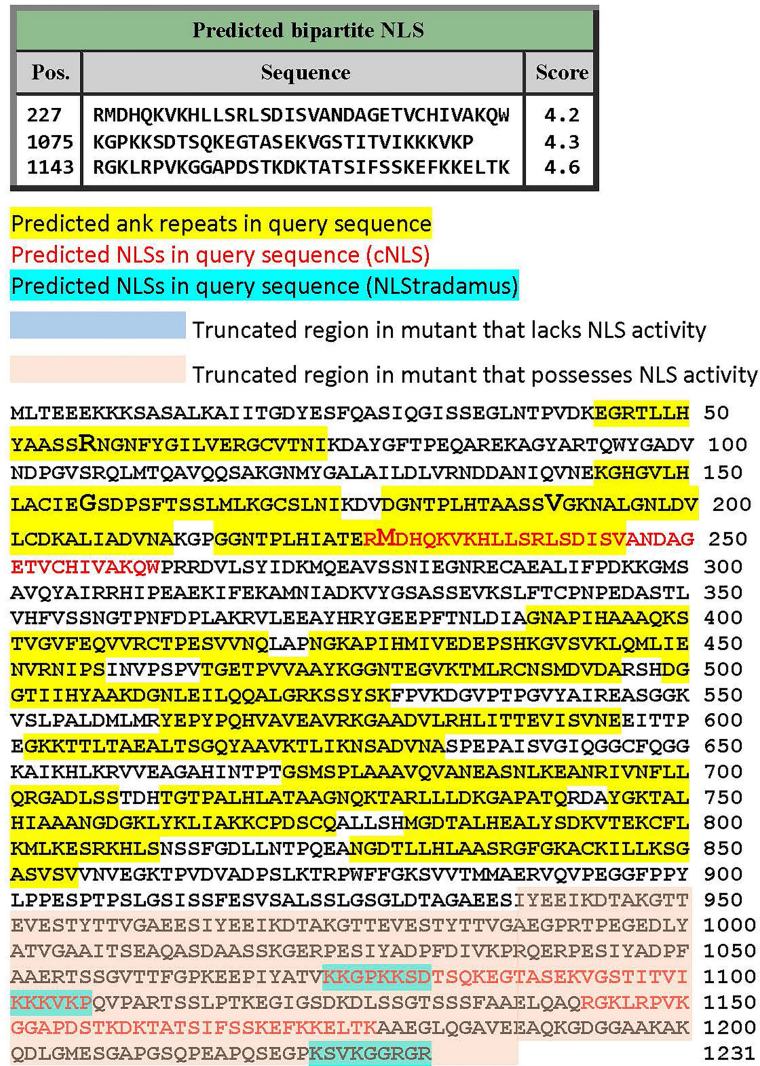 Predicted bipartite NLS
Pos. Sequence Score
227 RMDHQKVKHLLSRLSDISVANDAGETVCHIVAKQW 4.2
1075 KGPKKSDTSQKEGTASEKVGSTITVIKKKVKP 4.3
1143 RGKLRPVKGGAPDSTKDKTATSIFSSKEFKKELTK 4.6
Predicted ank repeats in query sequence
Predicted NLSs in query sequence (cNLS)
Predicted NLSs in query sequence (NLStradamus)
Truncated region in mutant that lacks NLS activity
Truncated region in mutant that possesses NLS activity
MLTEEEKKKSASALKAIITGDYESFQASIQGISSEGLNTPVDKEGRTLLH 50
YAASSRNGNFYGILVERGCVTNIKDAYGFTPEQAREKAGYARTQWYGADV 100
NDPGVSRQLMTQAVQQSAKGNMYGALAILDLVRNDDANIQVNEKGHGVLH 150
LACIEGSDPSFTSSLMLKGCSLNIKDVDGNTPLHTAASSVGKNALGNLDV 200
LCDKALIADVNAKGPGGNTPLHIATERMDHQKVKHLLSRLSDISVANDAG 250
ETVCHIVAKQWPRRDVLYIDKMQEAVSSNIEGNRECAEALIFPDKKGMS 300
AVQYAIRRHIPEAEKIFEKAMNIADKVYGSASSEVKSLFTCPNPEDASTL 350
VHFVSSNGTPNFDPLAKRVLEEAYHRYGEEPFTNLDIAGNAPIHAAAQKS 400
TVGVFEQVVRCTPESVVNQLAPNGKAPIHMIVEDEPSHKGVSVKLQMLIE 450
NVRNIPSINVPSPVTGETPVVAAYKGGNTEGVKTMLRCNSMDVDARSHDG 500
GTIIHYAAKDGNLEILQQALGRKSSYSKFPVKDGVPTPGVYAIREASGGK 550
VSLPALDMLMRYEPYPQHVAVEAVRKGAADVLRHLITTEVISVNEEITTP 600
EGKKTTLTAEALTSGQYAAVKTLIKNSADVNASPEPAISVGIQGGCFQGG 650
KAIKHLKRVVEAGAHINTPTGSMSPLAAAVQVANEASNLKEANRIVNFLL 700
QRGADLSSTDHTGTPALHLATAAGNQKTARLLLDKGAPATQRDAYGKTAL 750
HIAAANGDGKLYKLIAKKCPDSCQALLSHMGDTALHEALYSDKVTEKCFL 800
KMLKESRKHLSNSSFGDLLNTPQEANGDTLLHLAASRGFGKACKILLKSG 850
ASVSVVNVEGKTPVDVADPSLKTRPWFFGKSVVTMMAERVQVPEGGFPPY 900
LPPESPTPSLGSISSFESVSALSSLGSGLDTAGAEESIYEEIKDTAKGTT 950
EVESTYTTVGAEESIYEEIKDTAKGTTEVESTYTTVGAEGPRTPEGEDLY 1000
ATVGAAITSEAQASDAASSKGERPESIYADPFDIVKPRQERPESIYADPF 1050
AAERTSSGVTTFGPKEEPIYATVKKGPKKSDTSQKEGTASEKVGSTITVI 1100
KKKVKPQVPARTSSLPTKEGIGSDKDLSSGTSSSFAAELQAQRGKLRPVK 1150
GGAPDSTKDKTATSIFSSKEFKKELTKAAEGLQGAVEEAQKGDGGAAKAK 1200
QDLGMESGAPGSQPEAPQSEGPKSVKGGRGR 1231